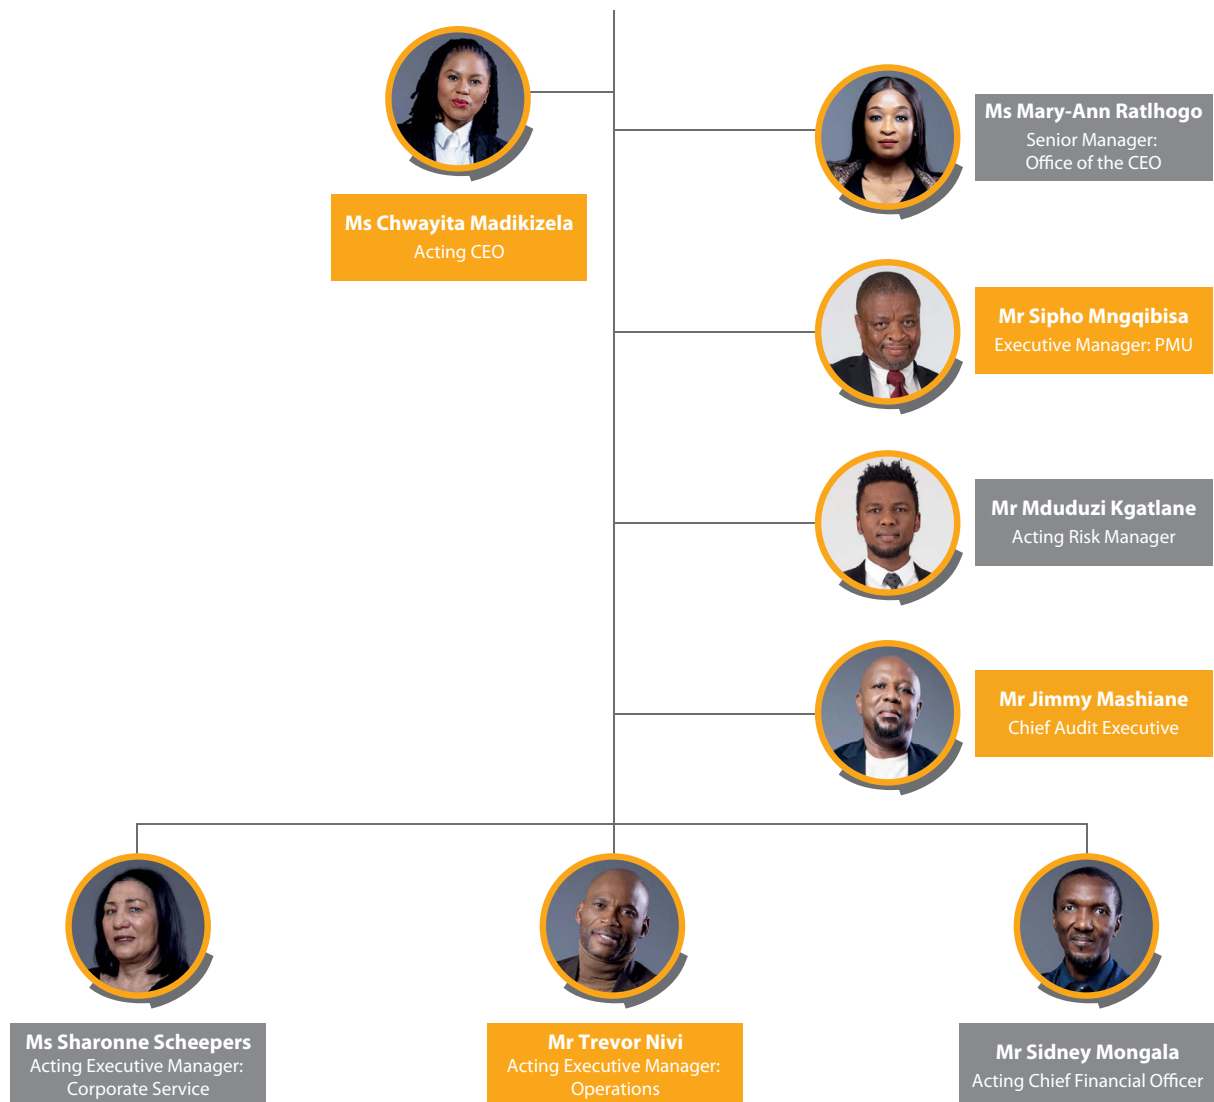 Ms Chwayita Madikizela
Acting CEO
Ms Mary-Ann Ratlhogo
Senior Manager:
Office of the CEO
Mr Sipho Mngqibisa
Executive Manager: PMU
Mr Mduduzi Kgatlane
Acting Risk Manager
Mr Jimmy Mashiane
Chief Audit Executive
Ms Sharonne Scheepers
Acting Executive Manager:
Corporate Service
Mr Trevor Nivi
Acting Executive Manager:
Operations
Mr Sidney Mongala
Acting Chief Financial Officer